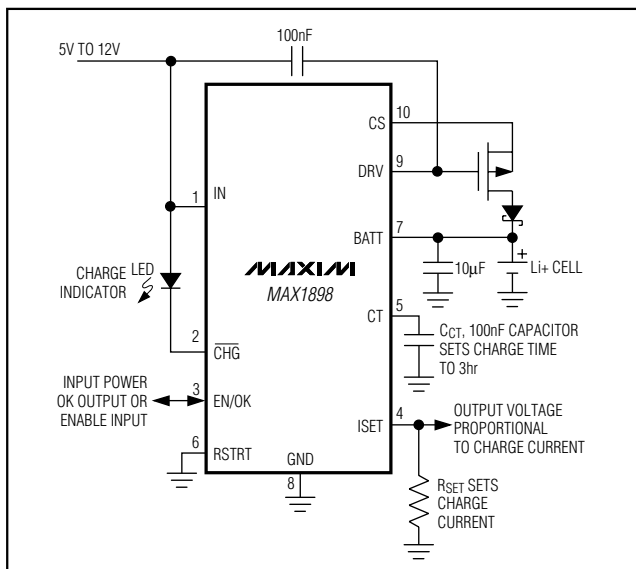 100nF
5V TO 12V
10
CS
9
DRV
1
IN
7
BATT
LED
CHARGE
INDICATOR
MAXIM
MAX1898
10µF
+
Li+ CELL
5
CT
CCT, 100nF CAPACITOR
SETS CHARGE TIME
TO 3hr
2
CHG
INPUT POWER
OK OUTPUT OR
ENABLE INPUT
3
EN/OK
4
ISET
OUTPUT VOLTAGE
PROPORTIONAL
TO CHARGE CURRENT
6
RSTRT
GND
8
RSET SETS
CHARGE
CURRENT